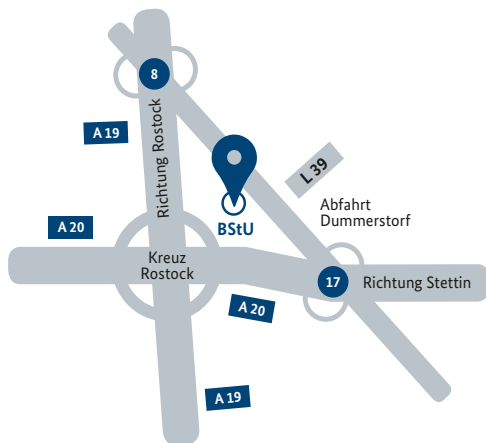 8
A 19
Richtung Rostock
L 39
BStU
Abfahrt
Dummerstorf
A 20
Kreuz
Rostock
17
Richtung Stettin
A 20
A 19